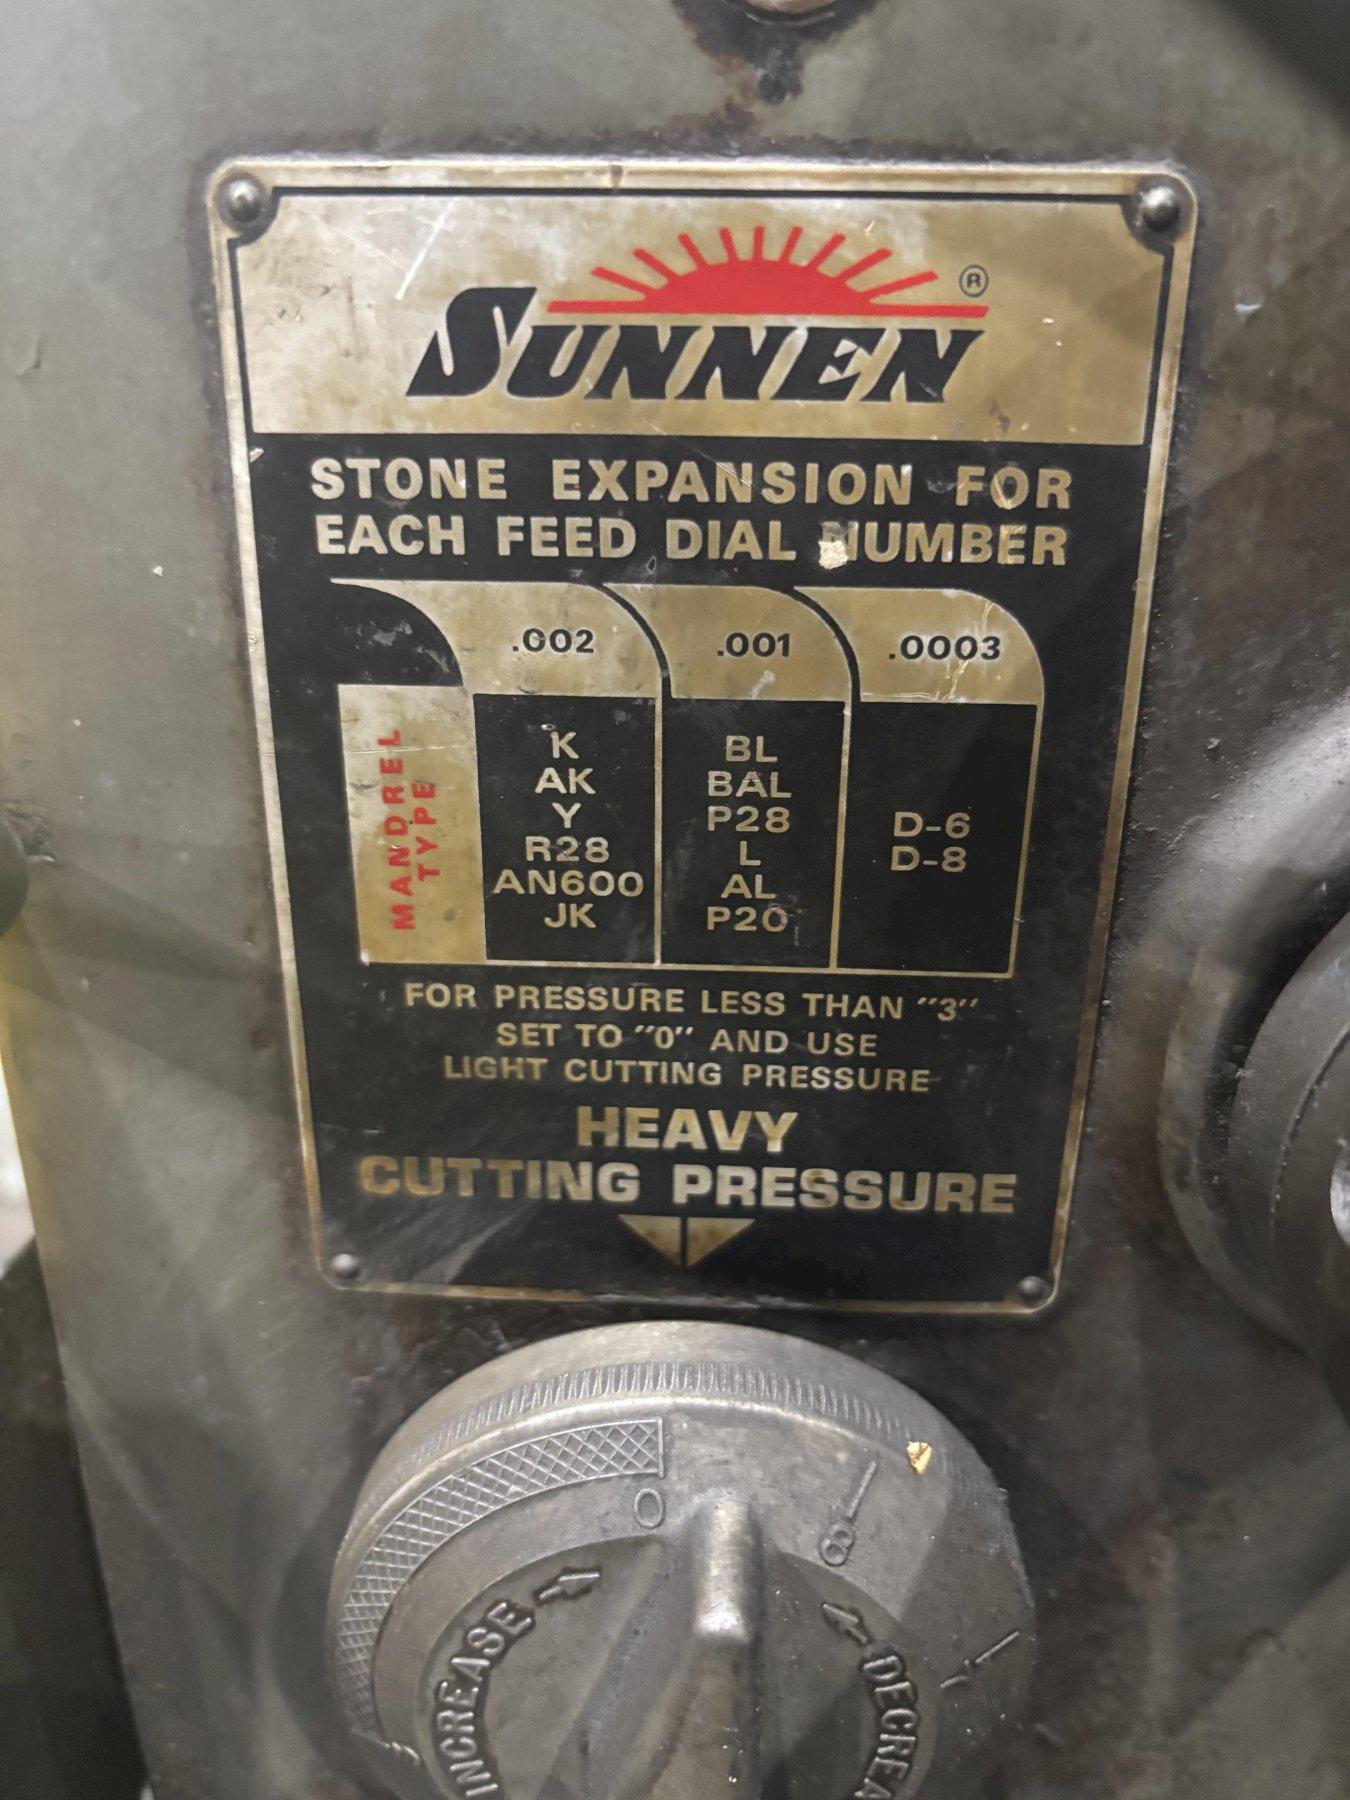 SUNNEN ®
STONE EXPANSION FOR
EACH FEED DIAL NUMBER
.002 .001 .0003
MANDREL
TYPE
K
AK
Y
R28
AN600
JK
BL
BAL
P28
L
AL
P20
D-6
D-8
FOR PRESSURE LESS THAN "3"
SET TO "0" AND USE
LIGHT CUTTING PRESSURE
HEAVY
CUTTING PRESSURE
0
8
3
INCREASE
DECREA